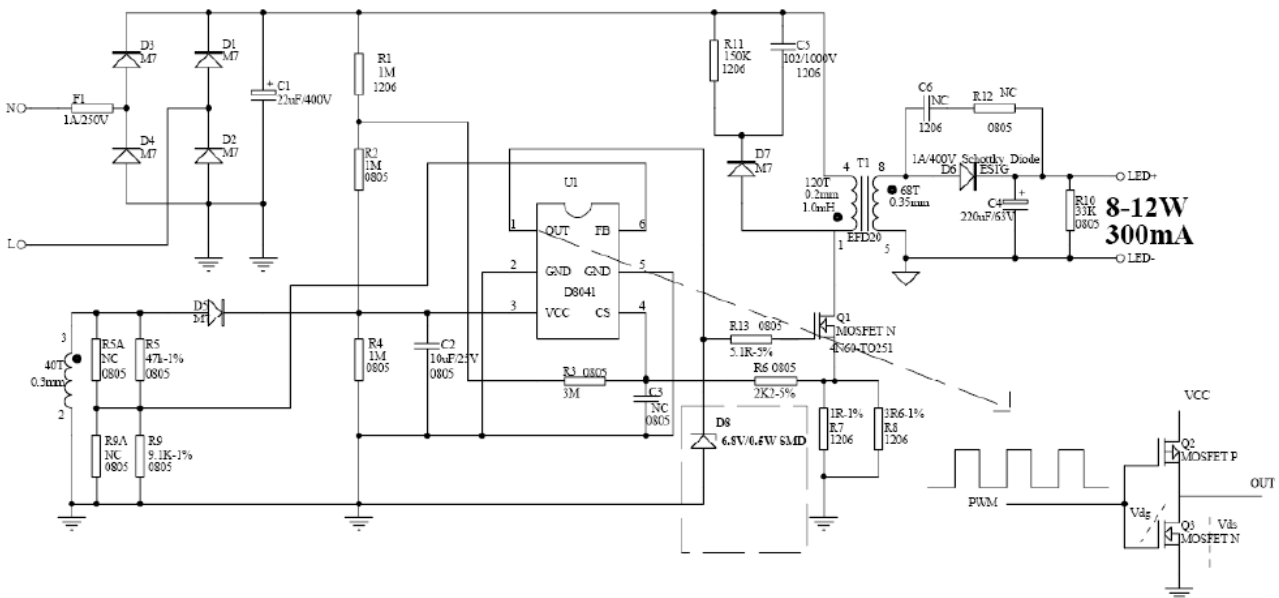 D3
M7
D1
M7
R1
1M
1206
R11
150K
1206
C5
102/1000V
1206
C1
22uF/400V
N
F1
1A/250V
D4
M7
D2
M7
R2
1M
0805
D7
M7
C6
NC
1206
R12
NC
0805
1A/400V Schottky Diode
D6
ES1G
4
T1
8
120T
0.2mm
1.0mH
68T
0.35mm
1
EFD20
5
C4
220uF/63V
R10
33K
0805
LED+
8-12W
300mA
LED-
L
U1
1
OUT
FB
6
2
GND
GND
5
D8041
3
VCC
CS
4
D5
3
40T
0.3mm
2
R5A
NC
0805
R5
47k-1%
0805
R4
1M
0805
C2
10uF/25V
0805
R13
0805
5.1R-5%
Q1
MOSFET N
4N60-TO251
R3
0805
3M
R6
0805
2K2-5%
C3
NC
0805
R9A
NC
0805
R9
9.1K-1%
0805
D8
6.8V/0.5W SMD
1R-1%
R7
1206
3R6-1%
R8
1206
VCC
Q2
MOSFET P
PWM
OUT
Vdg
Q3
MOSFET N
Vds